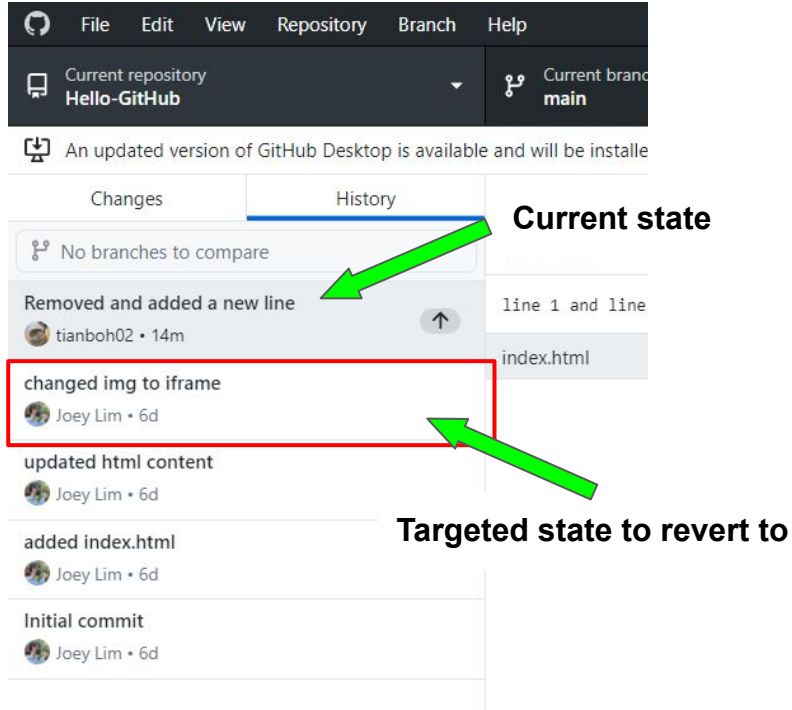 File Edit View Repository Branch Help
Current repository
Hello-GitHub
Current branc
main
An updated version of GitHub Desktop is available and will be installe
Changes
History
Current state
No branches to compare
Removed and added a new line
tianboh02 • 14m
line 1 and line
index.html
changed img to iframe
Joey Lim • 6d
updated html content
Joey Lim • 6d
Targeted state to revert to
added index.html
Joey Lim • 6d
Initial commit
Joey Lim • 6d